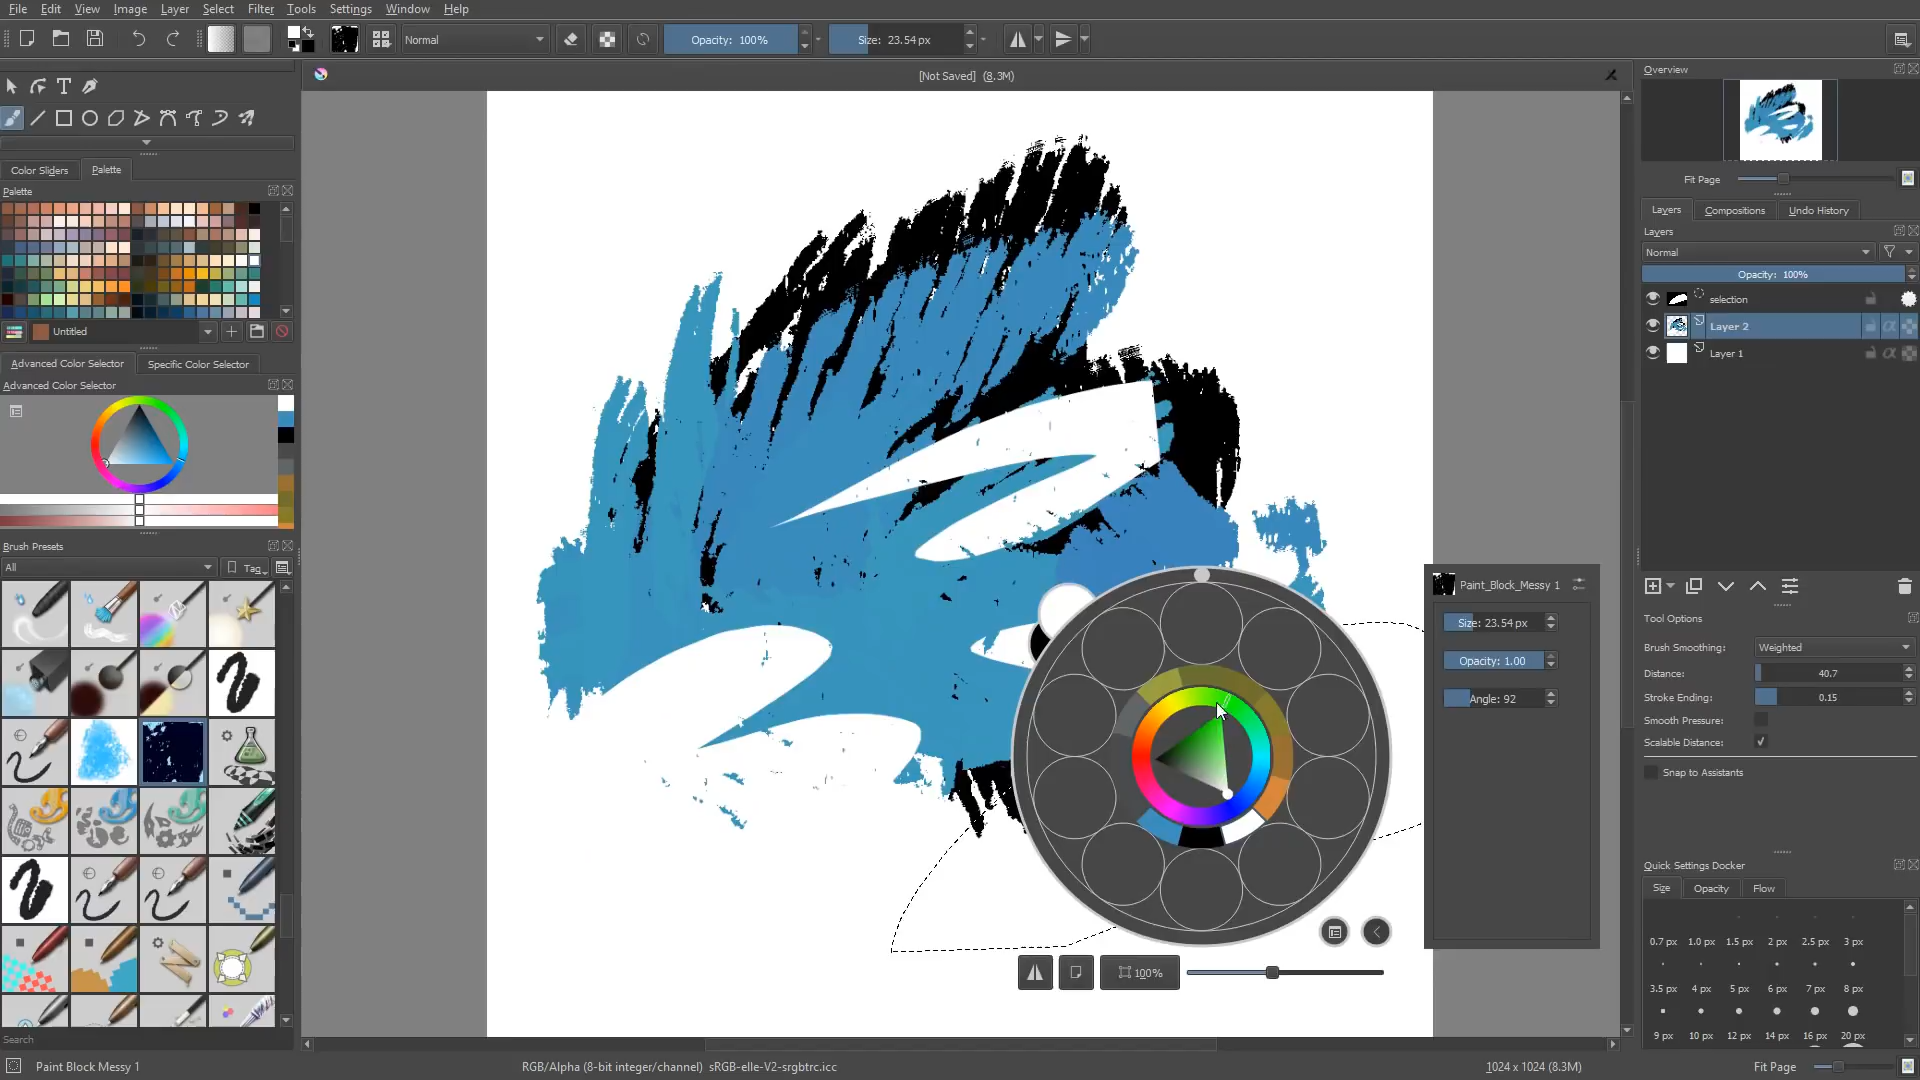 File Edit View Image Layer Select Filter Tools Settings Window Help
Normal Opacity: 100% Size: 23.54 px
[Not Saved] (8.3M)
Color Sliders Palette
Palette
Untitled
Advanced Color Selector Specific Color Selector
Advanced Color Selector
Brush Presets
All Tag
Search
Paint Block Messy 1
RGB/Alpha (8-bit integer/channel) sRGB-elle-V2-srgbtrc.icc
1024 x 1024 (8.3M)
Fit Page
Paint_Block_Messy 1
Size: 23.54 px
Opacity: 1.00
Angle: 92
100%
Overview
Fit Page
Layers Compositions Undo History
Layers
Normal
Opacity: 100%
selection
Layer 2
Layer 1
Tool Options
Brush Smoothing: Weighted
Distance: 40.7
Stroke Ending: 0.15
Smooth Pressure:
Scalable Distance:
Snap to Assistants
Quick Settings Docker
Size Opacity Flow
0.7 px 1.0 px 1.5 px 2 px 2.5 px 3 px
3.5 px 4 px 5 px 6 px 7 px 8 px
9 px 10 px 12 px 14 px 16 px 20 px